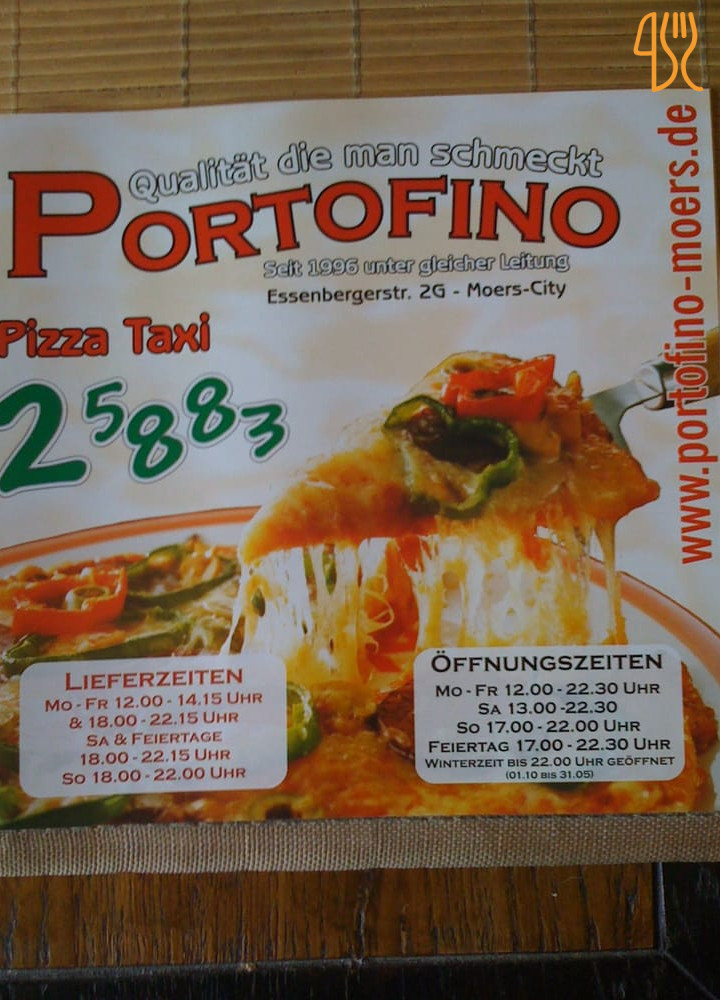 Qualität die man schmeckt
PORTOFINO
Seit 1996 unter gleicher Leitung
Essenbergerstr. 2G - Moers-City
Pizza Taxi
25883
www.portofino-moers.de
LIEFERZEITEN
MO - FR 12.00 - 14.15 UHR
& 18.00 - 22.15 UHR
SA & FEIERTAGE
18.00 - 22.15 UHR
SO 18.00 - 22.00 UHR
ÖFFNUNGSZEITEN
MO - FR 12.00 - 22.30 UHR
SA 13.00 -22.30
SO 17.00 - 22.00 UHR
FEIERTAG 17.00 - 22.30 UHR
WINTERZEIT BIS 22.00 UHR GEÖFFNET
(01.10 BIS 31.05)